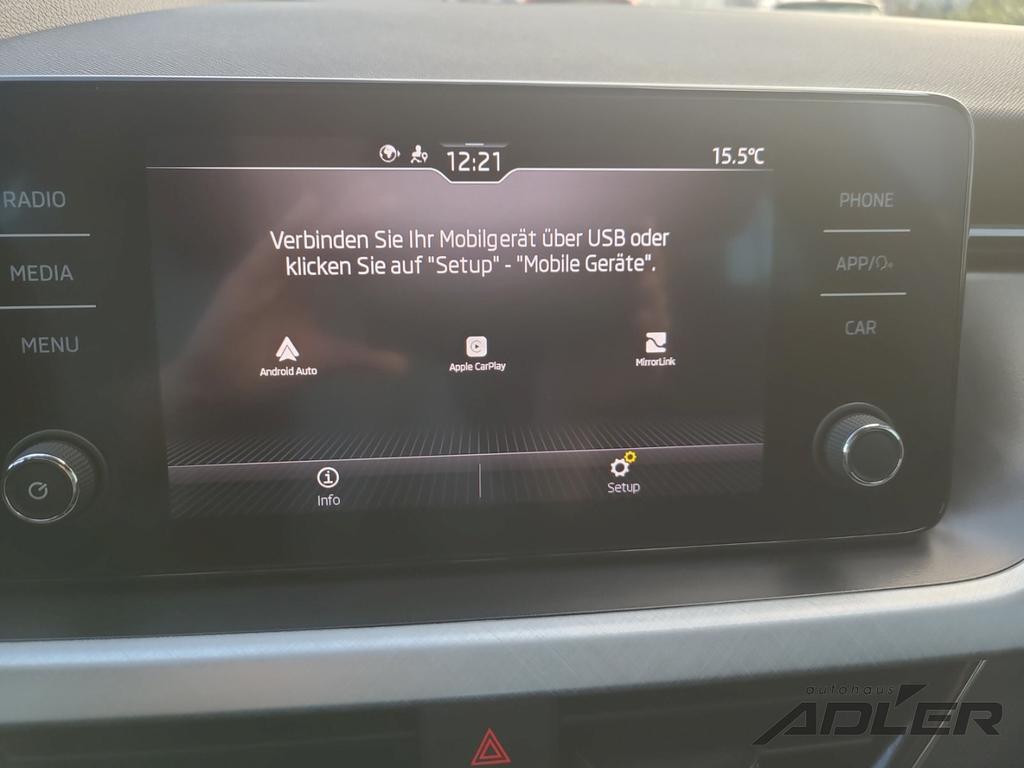 12:21
15.5°C
RADIO
MEDIA
MENU
Verbinden Sie Ihr Mobilgerät über USB oder
klicken Sie auf "Setup" - "Mobile Geräte".
Android Auto
Apple CarPlay
MirrorLink
Info
Setup
PHONE
APP/
CAR
autohaus
ADLER